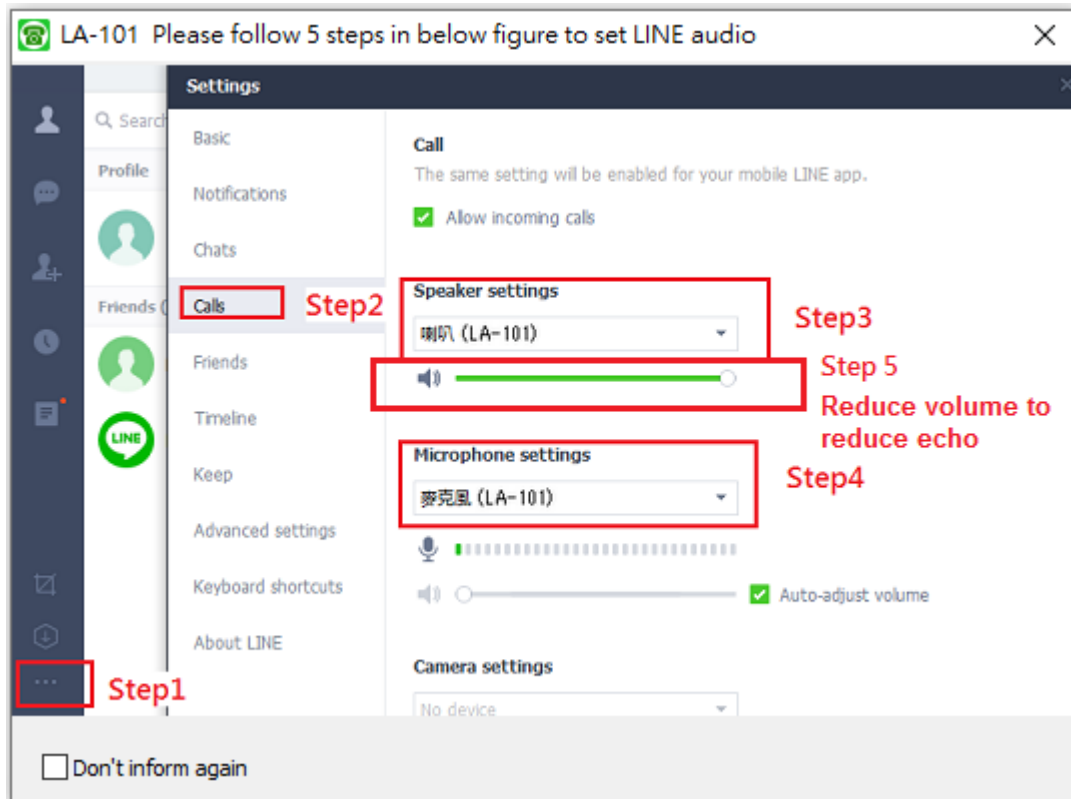 LA-101 Please follow 5 steps in below figure to set LINE audio
Settings
Search
Profile
Friends (
LINE
Basic
Notifications
Chats
Calls
Step2
Friends
Timeline
Keep
Advanced settings
Keyboard shortcuts
About LINE
Step1
Call
The same setting will be enabled for your mobile LINE app.
Allow incoming calls
Speaker settings
喇叭 (LA-101)
Step3
Step 5
Reduce volume to
reduce echo
Microphone settings
麥克風 (LA-101)
Step4
Auto-adjust volume
Camera settings
No device
Don't inform again